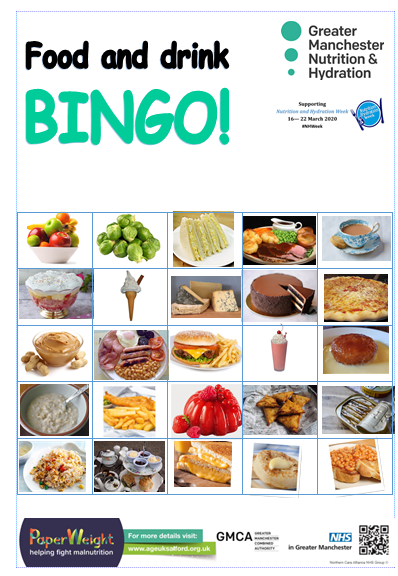 Food and drink
BINGO!
Greater
Manchester
Nutrition &
Hydration
Supporting
Nutrition and Hydration Week
16— 22 March 2020
#NHWeek
PaperWeight
helping fight malnutrition
For more details visit:
www.ageuksalford.org.uk
GMCA
GREATER
MANCHESTER
COMBINED
AUTHORITY
NHS
in Greater Manchester
Northern Care Alliance NHS Group ©